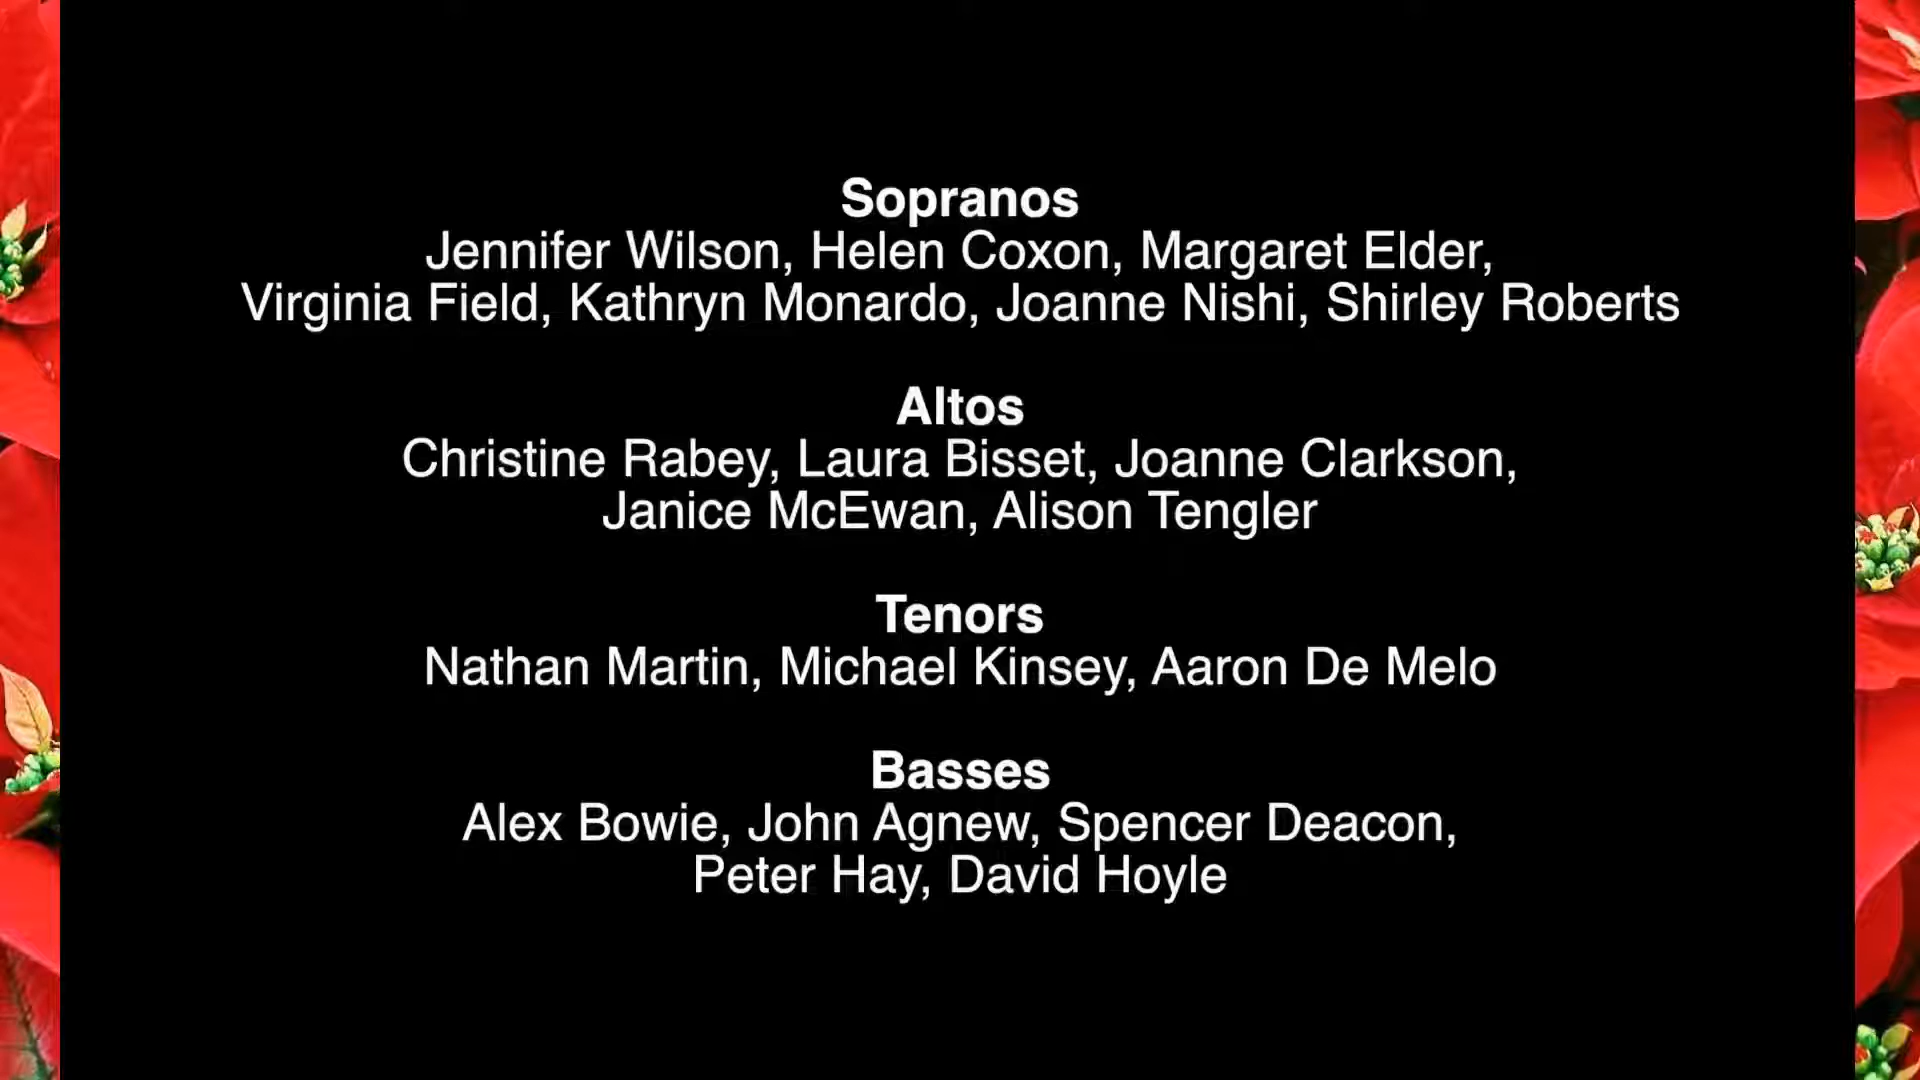 Sopranos
Jennifer Wilson, Helen Coxon, Margaret Elder,
Virginia Field, Kathryn Monardo, Joanne Nishi, Shirley Roberts
Altos
Christine Rabey, Laura Bisset, Joanne Clarkson,
Janice McEwan, Alison Tengler
Tenors
Nathan Martin, Michael Kinsey, Aaron De Melo
Basses
Alex Bowie, John Agnew, Spencer Deacon,
Peter Hay, David Hoyle